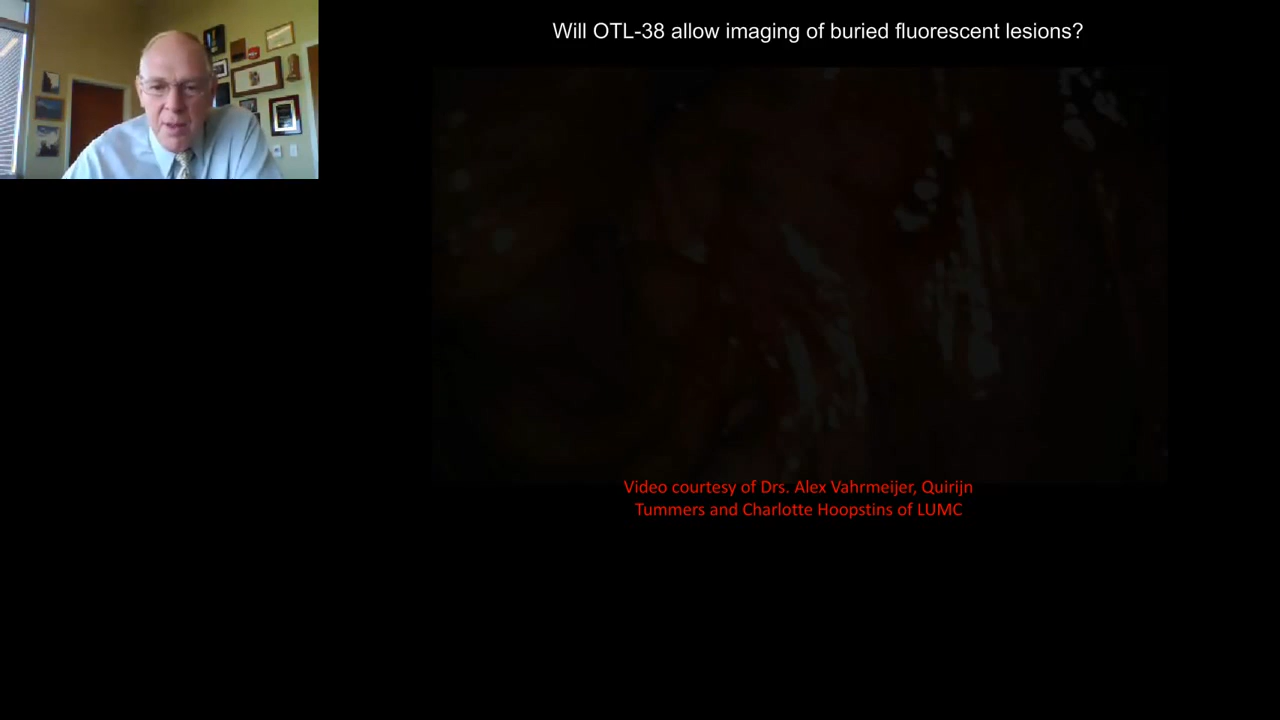 Will OTL-38 allow imaging of buried fluorescent lesions?
Video courtesy of Drs. Alex Vahrmeijer, Quirijn
Tummers and Charlotte Hoopstins of LUMC